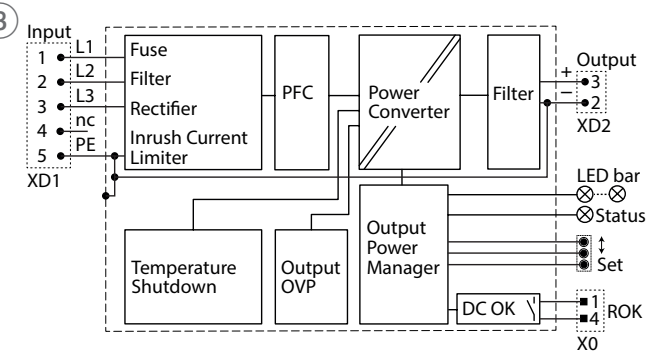 3
Input
1 L1
2 L2
3 L3
4 nc
5 PE
XD1
Fuse
Filter
Rectifier
Inrush Current
Limiter
PFC
Power
Converter
Filter
Output
+ 3
− 2
XD2
LED bar
Status
Set
Temperature
Shutdown
Output
OVP
Output
Power
Manager
DC OK
1
4
ROK
X0